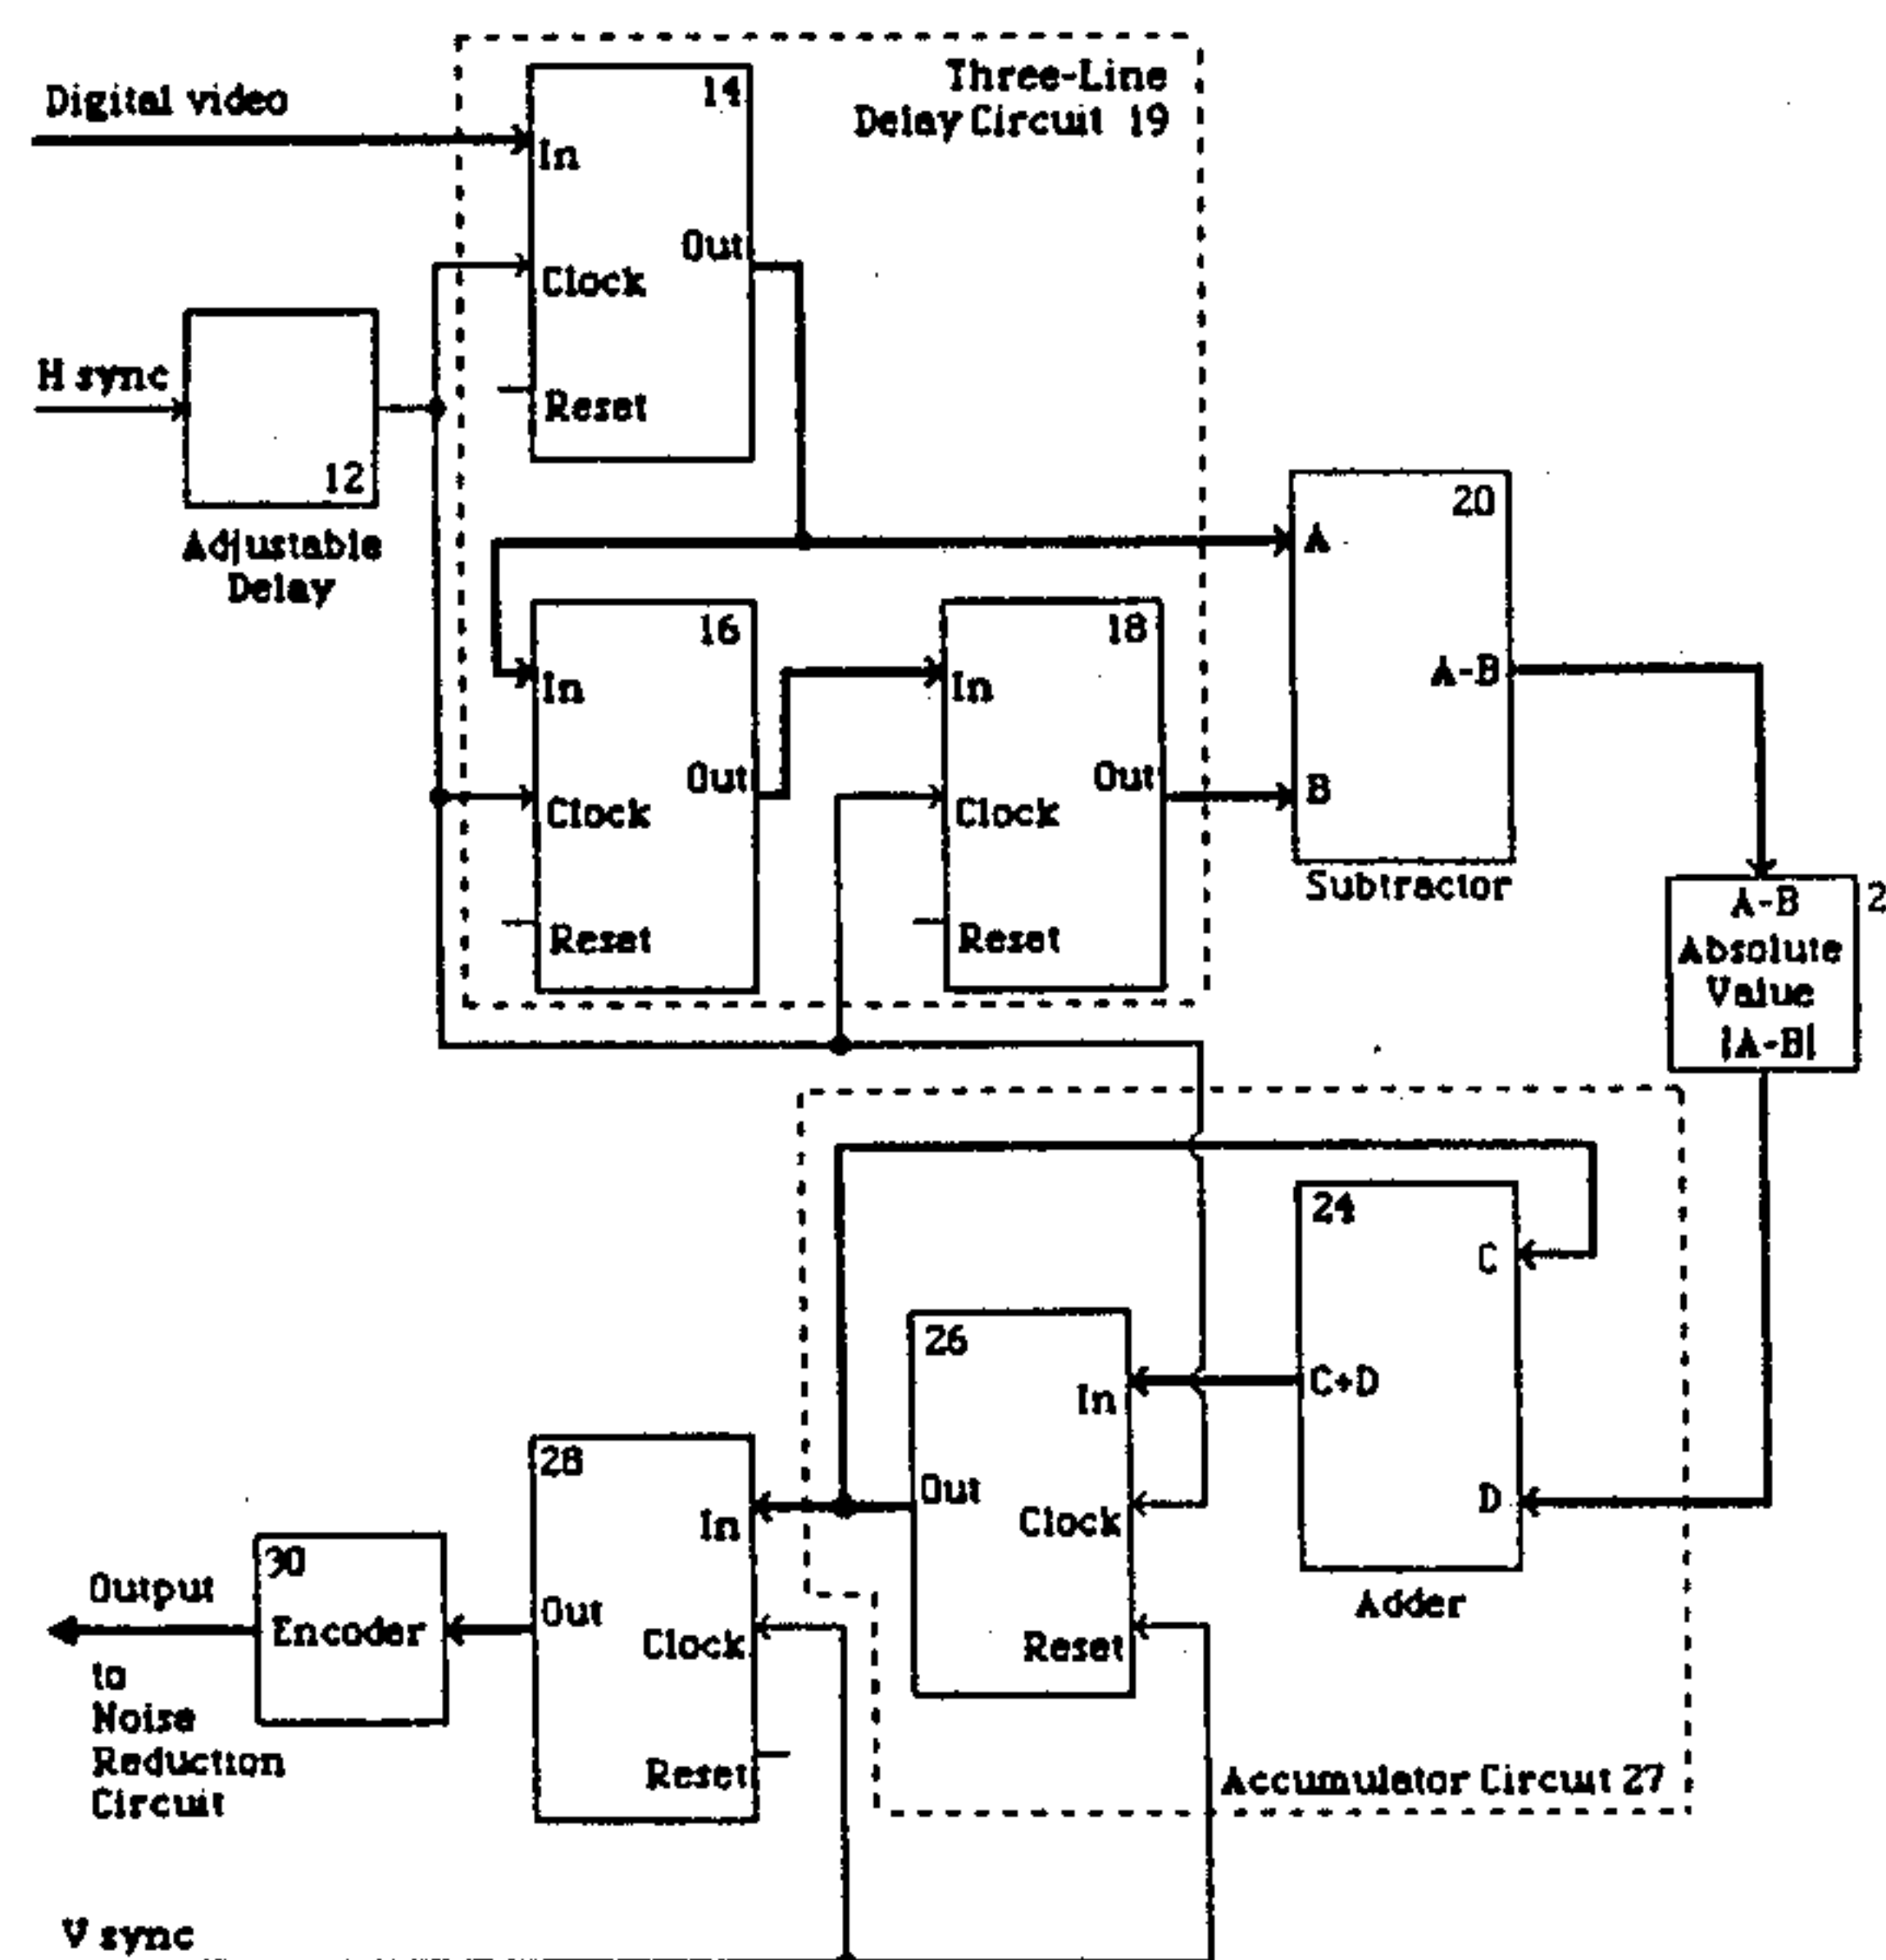 Three-Line
Delay Circuit 19
Digital video
14
In
Out
Clock
Reset
H sync
12
Adjustable
Delay
20
A
A-B
B
Subtractor
16
In
Out
Clock
Reset
18
In
Out
Clock
Reset
A-B
Absolute
Value
|A-B|
2
24
C
C+D
D
Adder
26
In
Out
Clock
Reset
Accumulator Circuit 27
28
In
Out
Clock
Reset
30
Encoder
Output
to
Noise
Reduction
Circuit
V sync